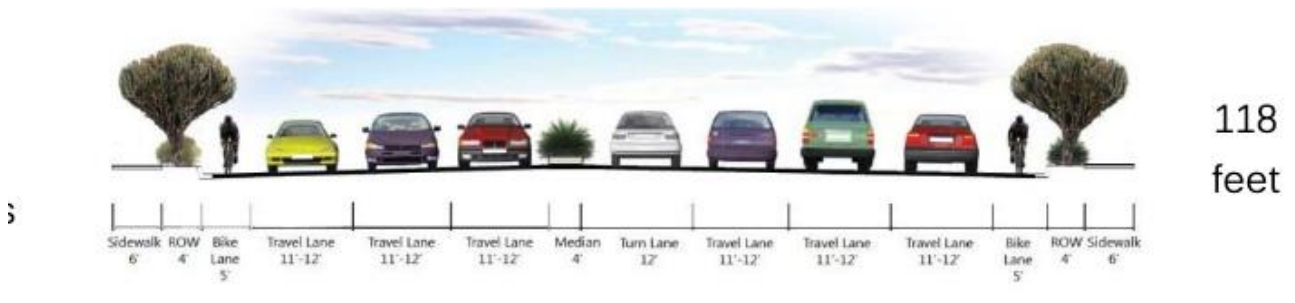 118
feet
s
Sidewalk ROW Bike Travel Lane Travel Lane Travel Lane Median Turn Lane Travel Lane Travel Lane Travel Lane Bike ROW Sidewalk
6' 4' Lane 11'-12' 11'-12' 11'-12' 4' 12' 11'-12' 11'-12' 11'-12' Lane 4' 6'
5' 5'